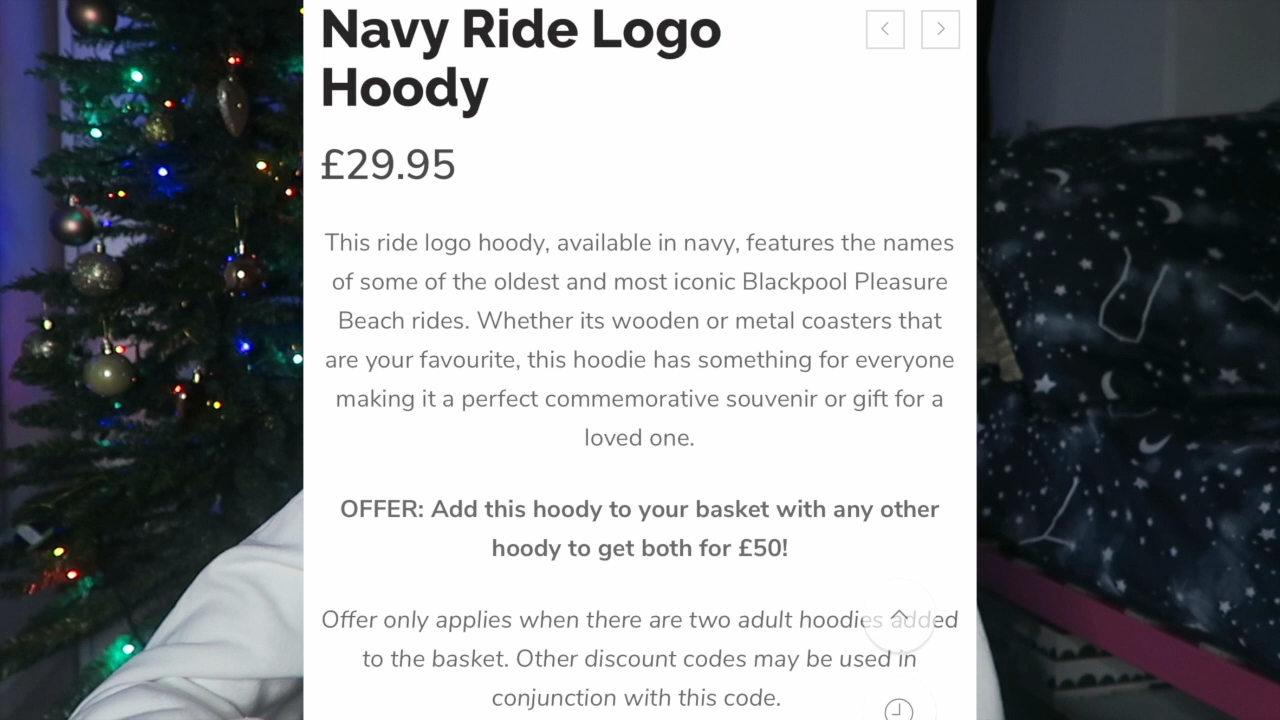 Navy Ride Logo
Hoody
£29.95
This ride logo hoody, available in navy, features the names
of some of the oldest and most iconic Blackpool Pleasure
Beach rides. Whether its wooden or metal coasters that
are your favourite, this hoodie has something for everyone
making it a perfect commemorative souvenir or gift for a
loved one.
OFFER: Add this hoody to your basket with any other
hoody to get both for £50!
Offer only applies when there are two adult hoodies added
to the basket. Other discount codes may be used in
conjunction with this code.